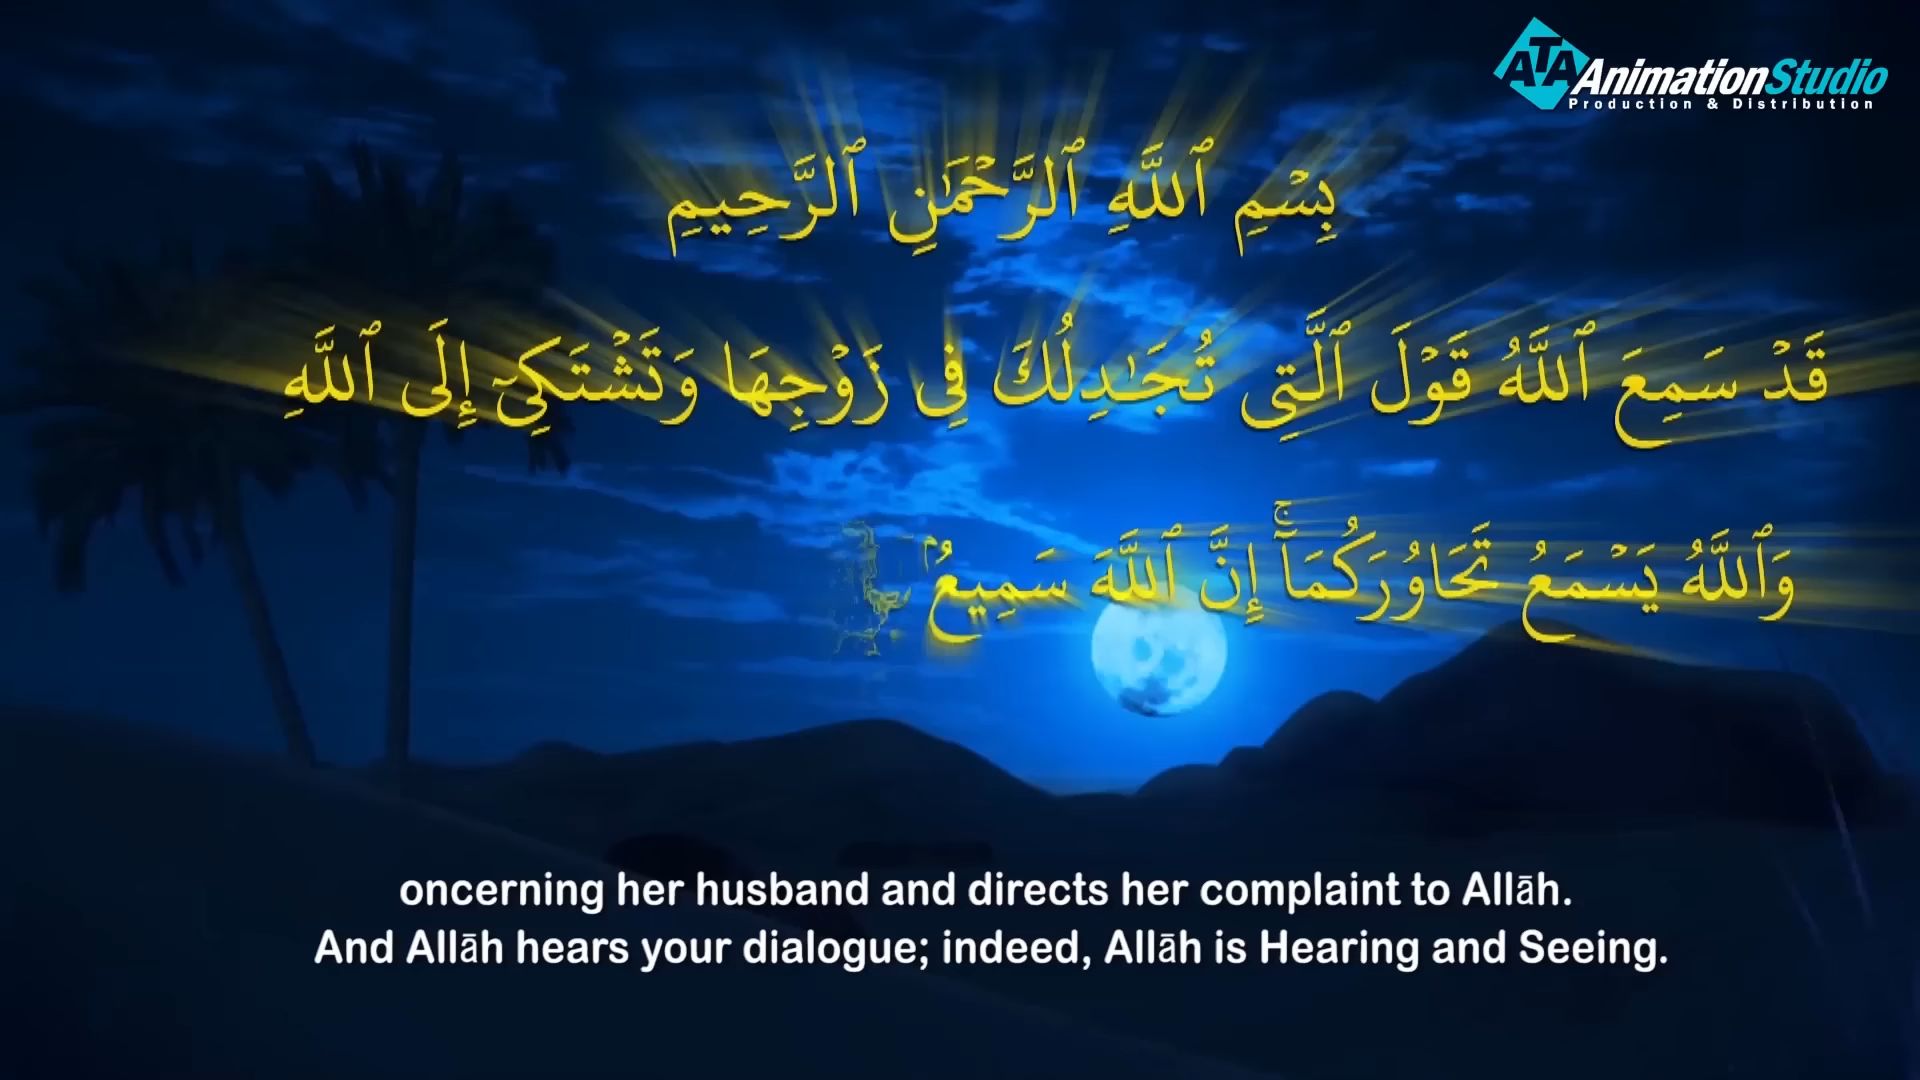 ATA AnimationStudio
Production & Distribution
بِسْمِ ٱللَّهِ ٱلرَّحْمَٰنِ ٱلرَّحِيمِ
قَدْ سَمِعَ ٱللَّهُ قَوْلَ ٱلَّتِى تُجَٰدِلُكَ فِى زَوْجِهَا وَتَشْتَكِىٓ إِلَى ٱللَّهِ
وَٱللَّهُ يَسْمَعُ تَحَاوُرَكُمَآ ۚ إِنَّ ٱللَّهَ سَمِيعٌۢ
oncerning her husband and directs her complaint to Allāh.
And Allāh hears your dialogue; indeed, Allāh is Hearing and Seeing.